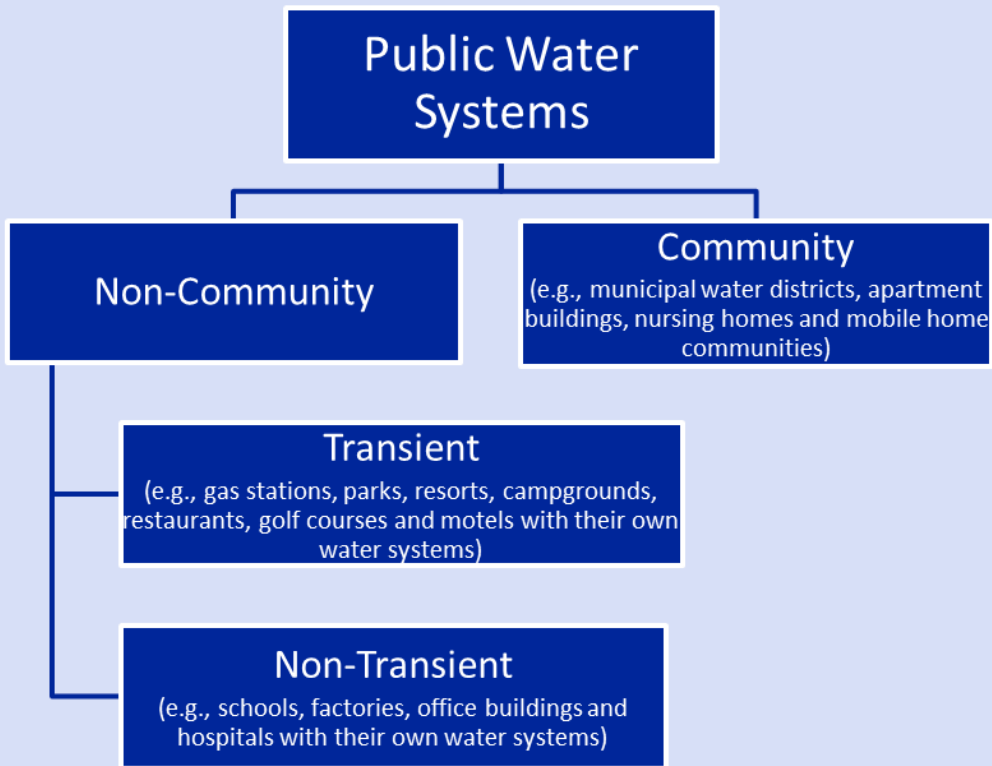 Public Water
Systems
Non-Community
Community
(e.g., municipal water districts, apartment
buildings, nursing homes and mobile home
communities)
Transient
(e.g., gas stations, parks, resorts, campgrounds,
restaurants, golf courses and motels with their own
water systems)
Non-Transient
(e.g., schools, factories, office buildings and
hospitals with their own water systems)